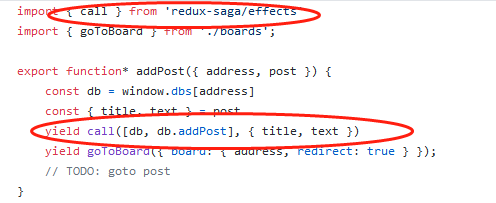 import { call } from 'redux-saga/effects
import { goToBoard } from './boards';
export function* addPost({ address, post }) {
const db = window.dbs[address]
const { title, text } = post
yield call([db, db.addPost], { title, text })
yield goToBoard({ board: { address, redirect: true } });
// TODO: goto post
}